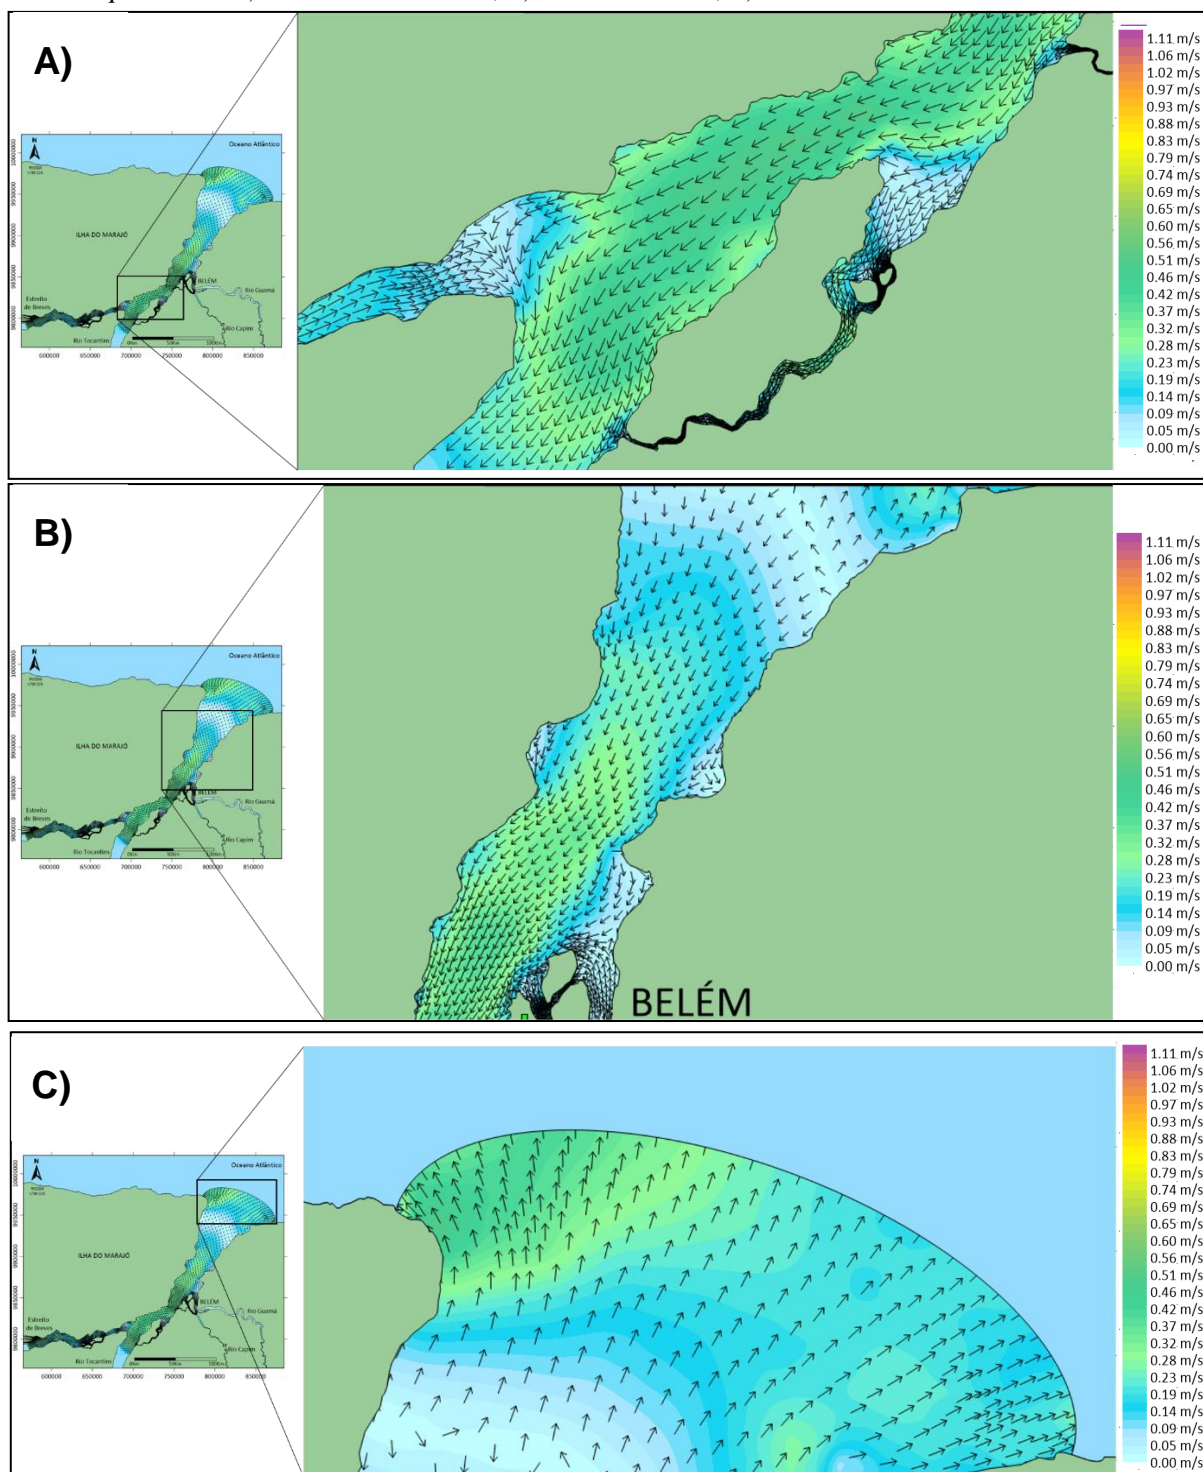 A)
N
Oceano Atlântico
ILHA DO MARAJÓ
BELÉM
Rio Guamá
Estreito
de Breves
Rio Capim
Rio Tocantins
600000 650000 700000 750000 800000 850000
1.11 m/s
1.06 m/s
1.02 m/s
0.97 m/s
0.93 m/s
0.88 m/s
0.83 m/s
0.79 m/s
0.74 m/s
0.69 m/s
0.65 m/s
0.60 m/s
0.56 m/s
0.51 m/s
0.46 m/s
0.42 m/s
0.37 m/s
0.32 m/s
0.28 m/s
0.23 m/s
0.19 m/s
0.14 m/s
0.09 m/s
0.05 m/s
0.00 m/s
B)
N
Oceano Atlântico
ILHA DO MARAJÓ
BELÉM
Rio Guamá
Estreito
de Breves
Rio Capim
Rio Tocantins
600000 650000 700000 750000 800000 850000
BELÉM
1.11 m/s
1.06 m/s
1.02 m/s
0.97 m/s
0.93 m/s
0.88 m/s
0.83 m/s
0.79 m/s
0.74 m/s
0.69 m/s
0.65 m/s
0.60 m/s
0.56 m/s
0.51 m/s
0.46 m/s
0.42 m/s
0.37 m/s
0.32 m/s
0.28 m/s
0.23 m/s
0.19 m/s
0.14 m/s
0.09 m/s
0.05 m/s
0.00 m/s
C)
N
Oceano Atlântico
ILHA DO MARAJÓ
BELÉM
Rio Guamá
Estreito
de Breves
Rio Capim
Rio Tocantins
600000 650000 700000 750000 800000 850000
1.11 m/s
1.06 m/s
1.02 m/s
0.97 m/s
0.93 m/s
0.88 m/s
0.83 m/s
0.79 m/s
0.74 m/s
0.69 m/s
0.65 m/s
0.60 m/s
0.56 m/s
0.51 m/s
0.46 m/s
0.42 m/s
0.37 m/s
0.32 m/s
0.28 m/s
0.23 m/s
0.19 m/s
0.14 m/s
0.09 m/s
0.05 m/s
0.00 m/s